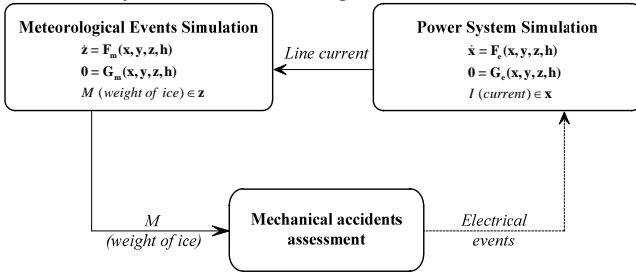 Meteorological Events Simulation
ż = F_m(x,y,z,h)
0 = G_m(x,y,z,h)
M (weight of ice) ∈ z
Line current
Power System Simulation
ẋ = F_e(x,y,z,h)
0 = G_e(x,y,z,h)
I (current) ∈ x
M
(weight of ice)
Mechanical accidents
assessment
Electrical
events